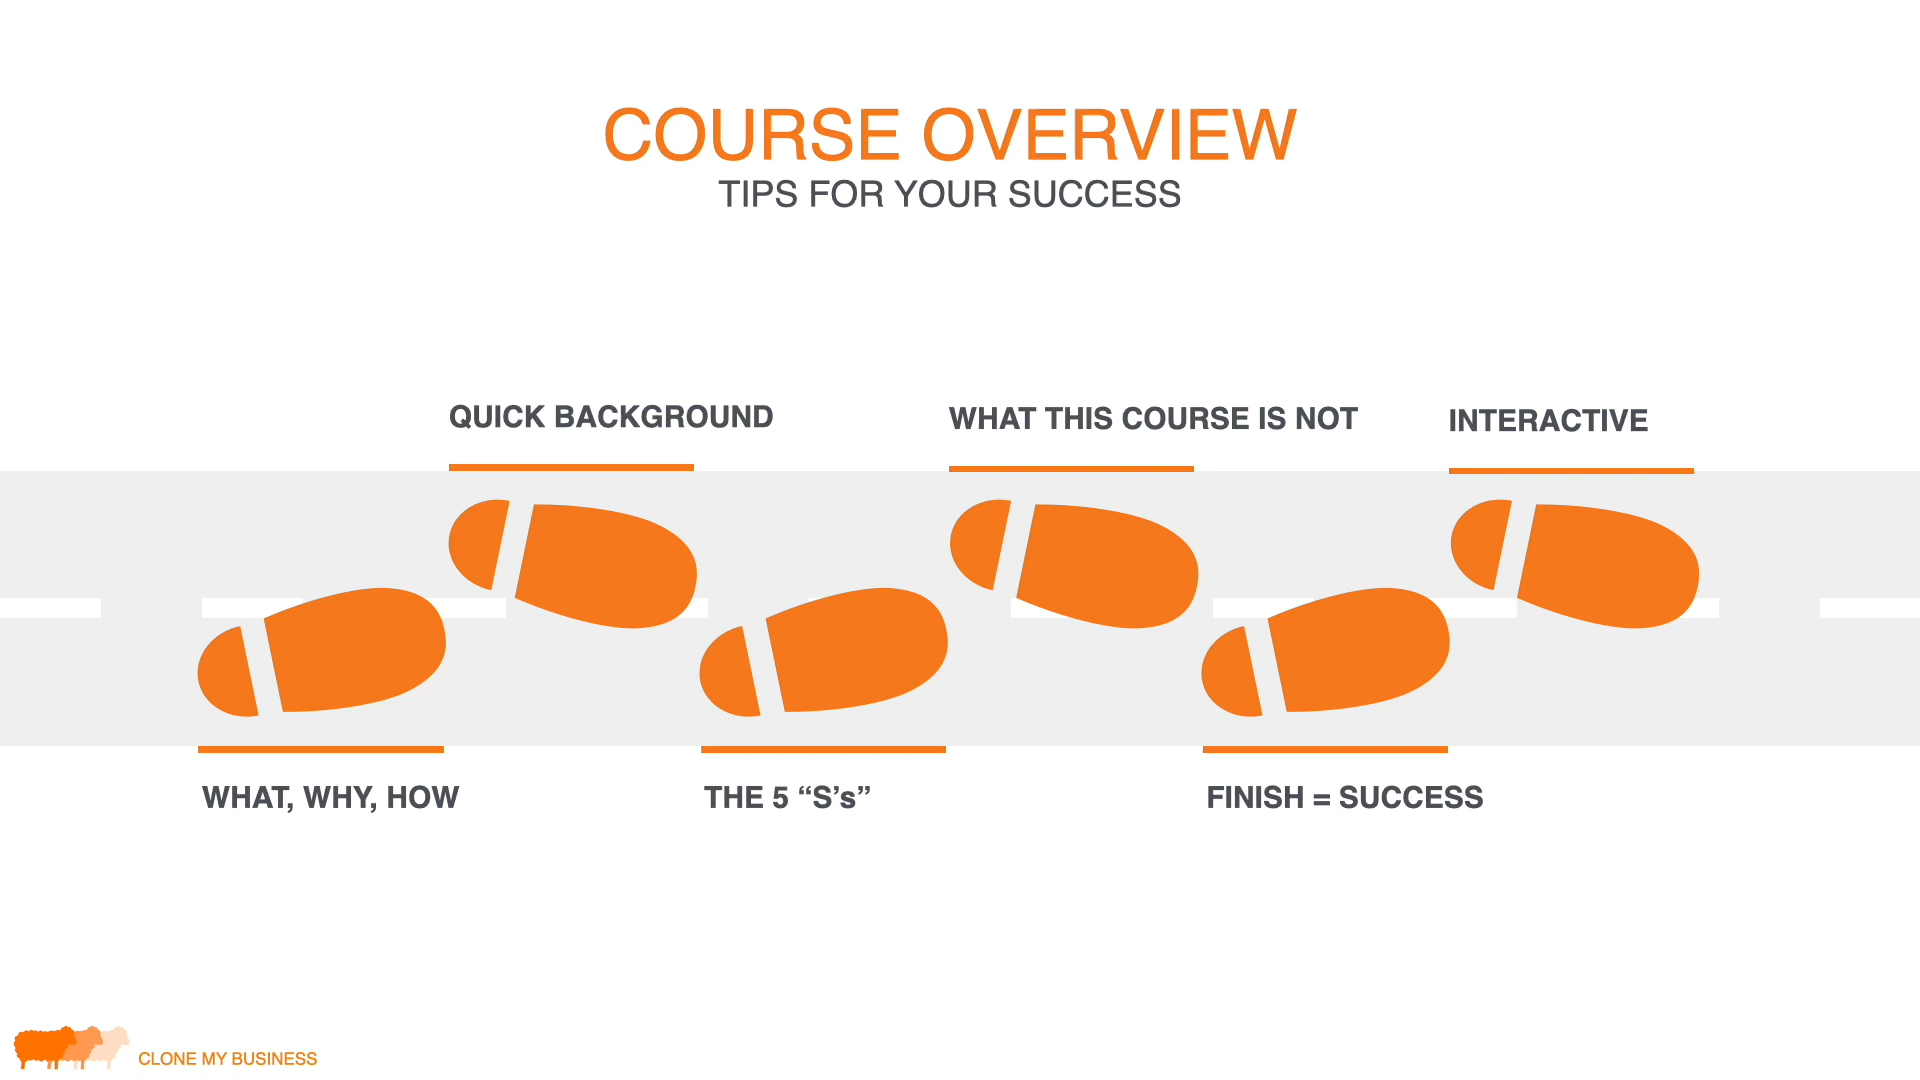 COURSE OVERVIEW
TIPS FOR YOUR SUCCESS
QUICK BACKGROUND
WHAT THIS COURSE IS NOT
INTERACTIVE
WHAT, WHY, HOW
THE 5 “S’s”
FINISH = SUCCESS
CLONE MY BUSINESS